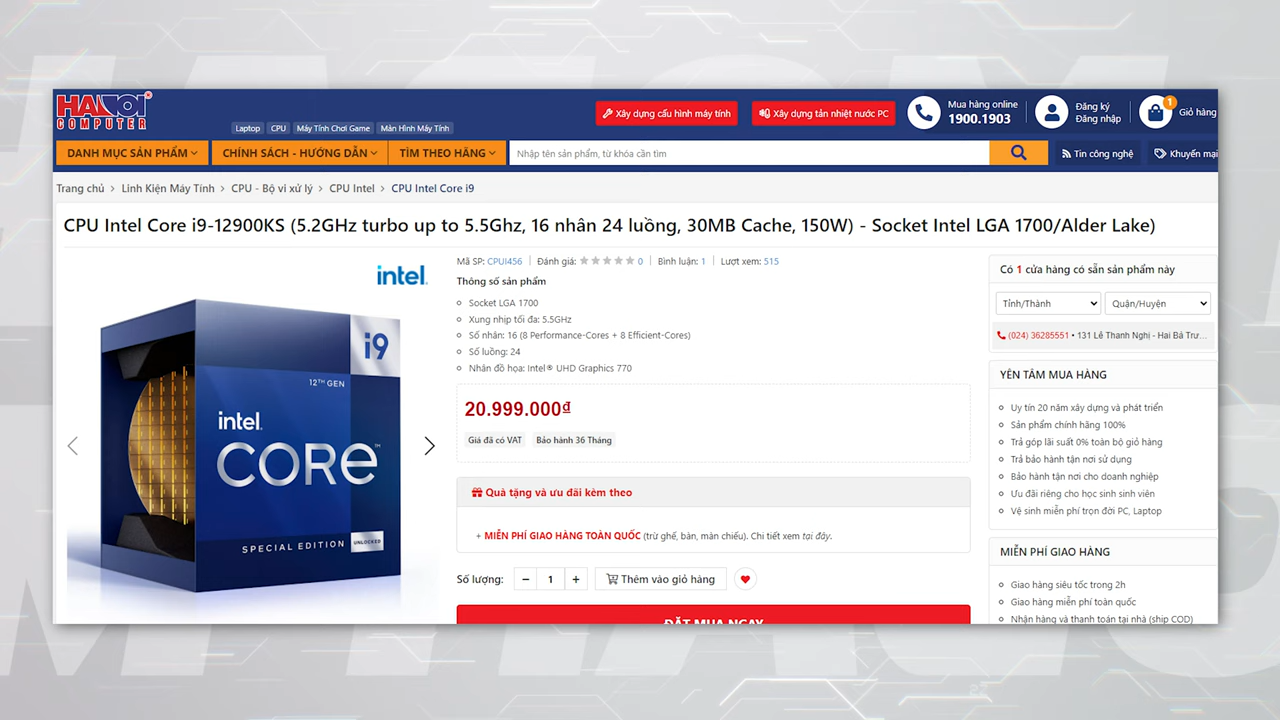 HANOI
COMPUTER
Laptop CPU Máy Tính Chơi Game Màn Hình Máy Tính
Xây dựng cấu hình máy tính
Xây dựng tản nhiệt nước PC
Mua hàng online
1900.1903
Đăng ký
Đăng nhập
1
Giỏ hàng
DANH MỤC SẢN PHẨM
CHÍNH SÁCH - HƯỚNG DẪN
TÌM THEO HÃNG
Nhập tên sản phẩm, từ khóa cần tìm
Tin công nghệ
Khuyến mại
Trang chủ > Linh Kiện Máy Tính > CPU - Bộ vi xử lý > CPU Intel > CPU Intel Core i9
CPU Intel Core i9-12900KS (5.2GHz turbo up to 5.5Ghz, 16 nhân 24 luồng, 30MB Cache, 150W) - Socket Intel LGA 1700/Alder Lake)
intel.
i9
12TH GEN
intel.
CORE™
SPECIAL EDITION
UNLOCKED
Mã SP: CPUI456 | Đánh giá: ★★★★★ 0 | Bình luận: 1 | Lượt xem: 515
Thông số sản phẩm
Socket LGA 1700
Xung nhịp tối đa: 5.5GHz
Số nhân: 16 (8 Performance-Cores + 8 Efficient-Cores)
Số luồng: 24
Nhân đồ họa: Intel® UHD Graphics 770
20.999.000đ
Giá đã có VAT
Bảo hành 36 Tháng
Quà tặng và ưu đãi kèm theo
+ MIỄN PHÍ GIAO HÀNG TOÀN QUỐC (trừ ghế, bàn, màn chiếu). Chi tiết xem tại đây.
Số lượng: − 1 +
Thêm vào giỏ hàng
ĐẶT MUA NGAY
Có 1 cửa hàng có sẵn sản phẩm này
Tỉnh/Thành
Quận/Huyện
(024) 36285551 • 131 Lê Thanh Nghị - Hai Bà Trư...
YÊN TÂM MUA HÀNG
Uy tín 20 năm xây dựng và phát triển
Sản phẩm chính hãng 100%
Trả góp lãi suất 0% toàn bộ giỏ hàng
Trả bảo hành tận nơi sử dụng
Bảo hành tận nơi cho doanh nghiệp
Ưu đãi riêng cho học sinh sinh viên
Vệ sinh miễn phí trọn đời PC, Laptop
MIỄN PHÍ GIAO HÀNG
Giao hàng siêu tốc trong 2h
Giao hàng miễn phí toàn quốc
Nhận hàng và thanh toán tại nhà (ship COD)